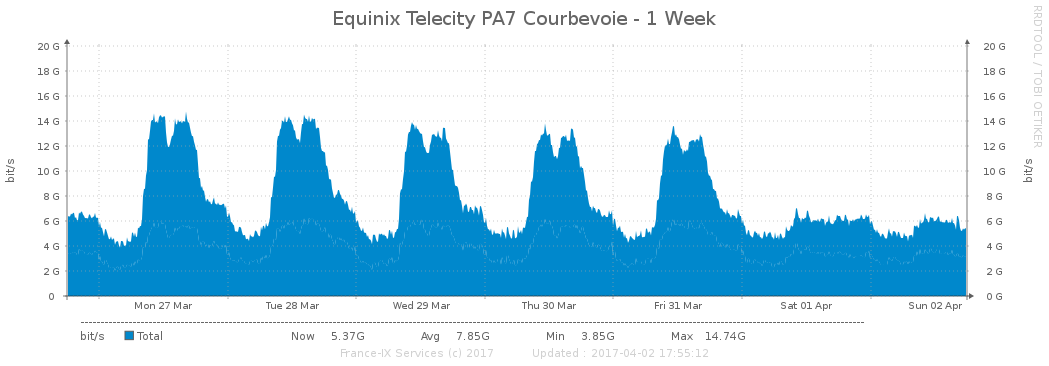 Equinix Telecity PA7 Courbevoie - 1 Week
RRDTOOL / TOBI OETIKER
bit/s
20 G 20 G
18 G 18 G
16 G 16 G
14 G 14 G
12 G 12 G
10 G 10 G
8 G 8 G
6 G 6 G
4 G 4 G
2 G 2 G
0 0 G
bit/s
Mon 27 Mar Tue 28 Mar Wed 29 Mar Thu 30 Mar Fri 31 Mar Sat 01 Apr Sun 02 Apr
bit/s Total Now 5.37G Avg 7.85G Min 3.85G Max 14.74G
France-IX Services (c) 2017 Updated : 2017-04-02 17:55:12